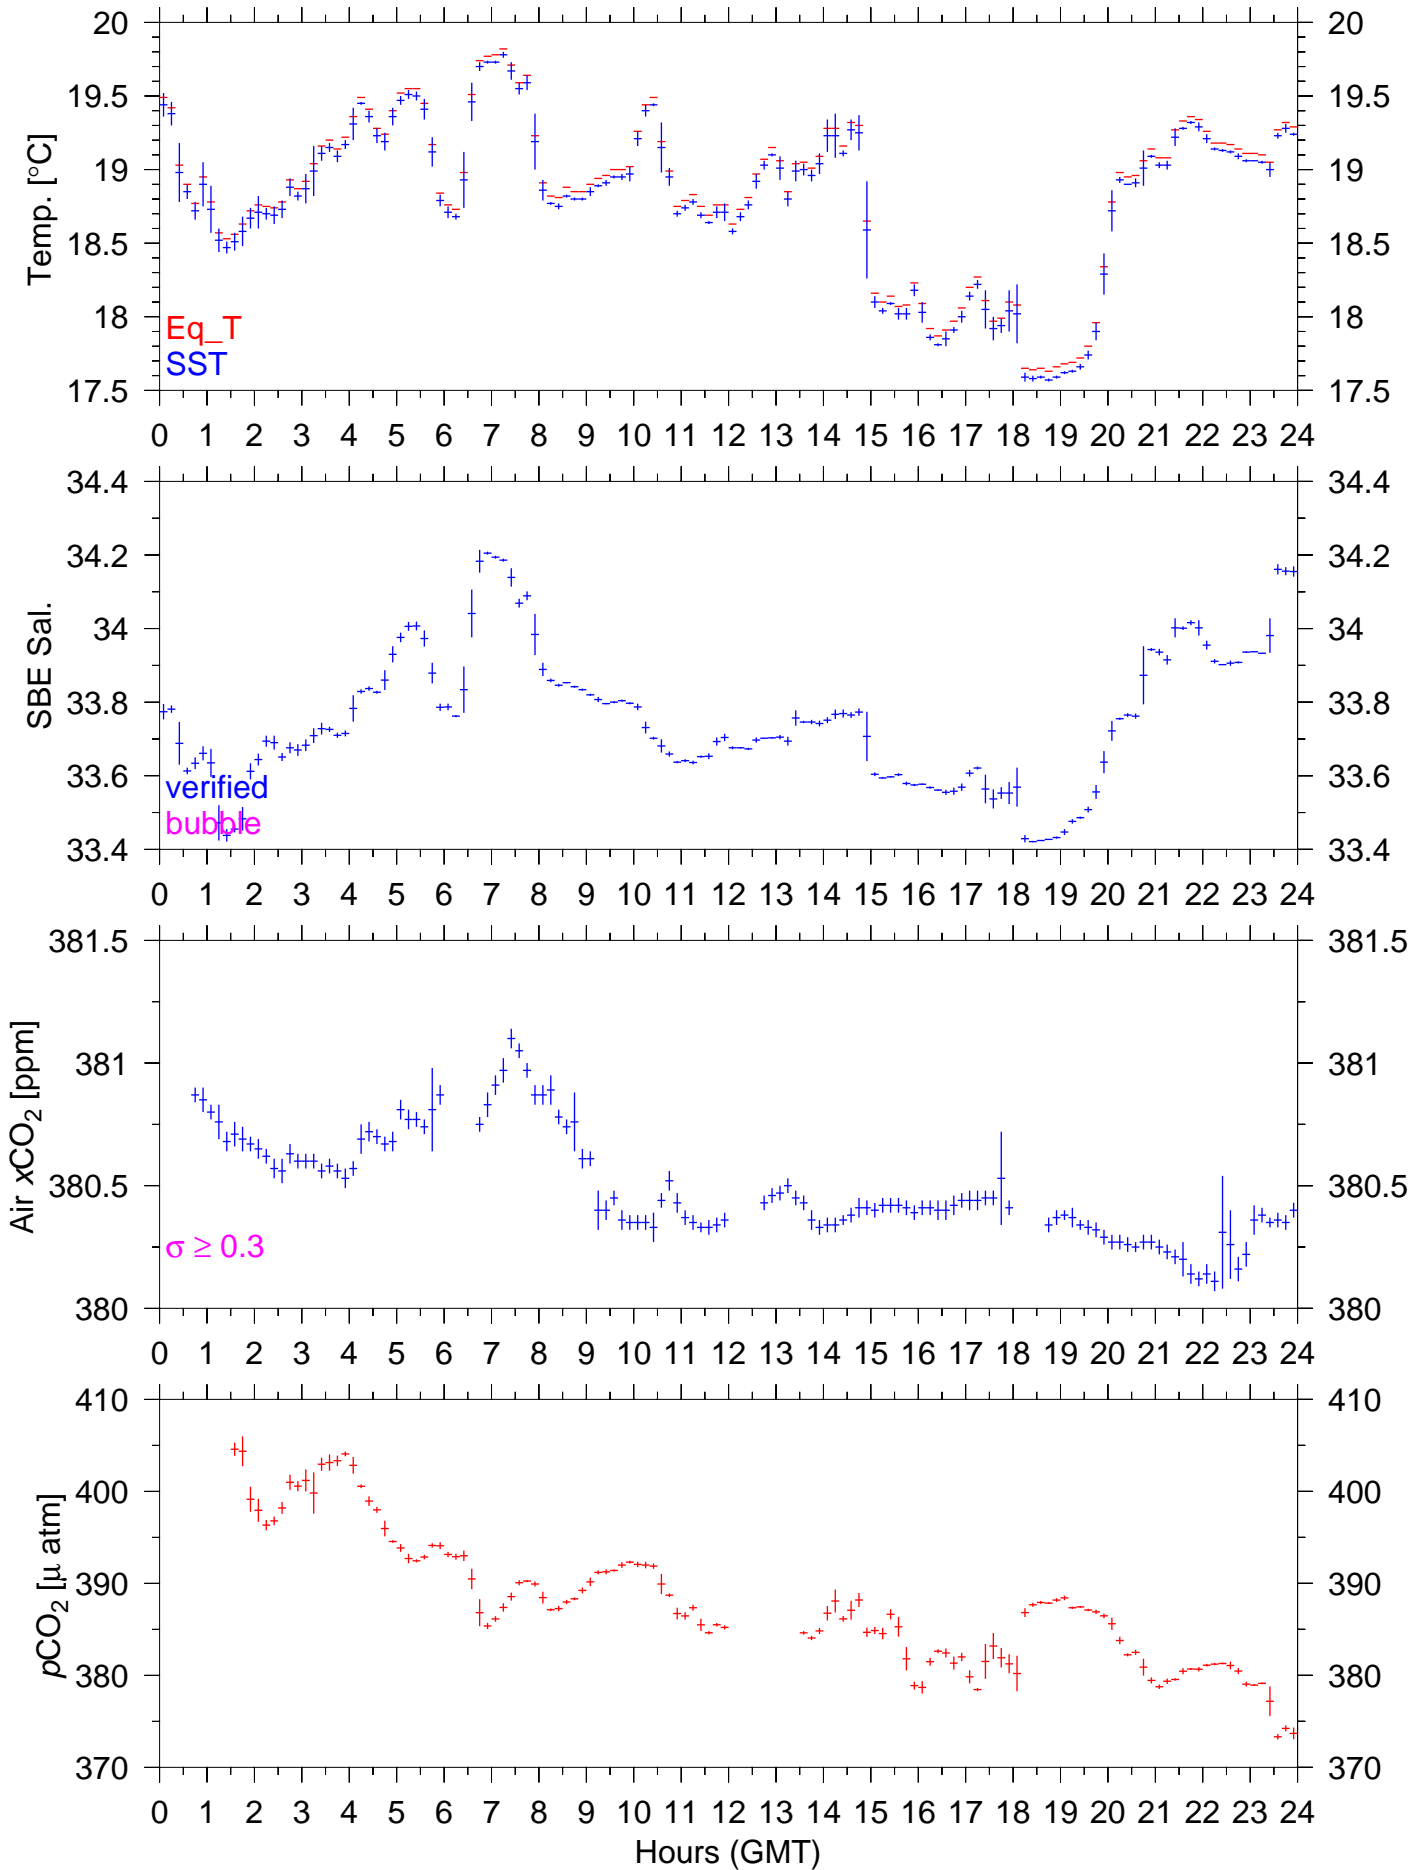 20 20
19.5 19.5
19 19
18.5 18.5
18 18
17.5 17.5
Temp. [°C]
Eq_T
SST
0 1 2 3 4 5 6 7 8 9 10 11 12 13 14 15 16 17 18 19 20 21 22 23 24
34.4 34.4
34.2 34.2
34 34
33.8 33.8
33.6 33.6
33.4 33.4
SBE Sal.
verified
bubble
0 1 2 3 4 5 6 7 8 9 10 11 12 13 14 15 16 17 18 19 20 21 22 23 24
381.5 381.5
381 381
380.5 380.5
380 380
Air xCO₂ [ppm]
σ ≥ 0.3
0 1 2 3 4 5 6 7 8 9 10 11 12 13 14 15 16 17 18 19 20 21 22 23 24
410 410
400 400
390 390
380 380
370 370
pCO₂ [μ atm]
0 1 2 3 4 5 6 7 8 9 10 11 12 13 14 15 16 17 18 19 20 21 22 23 24
Hours (GMT)